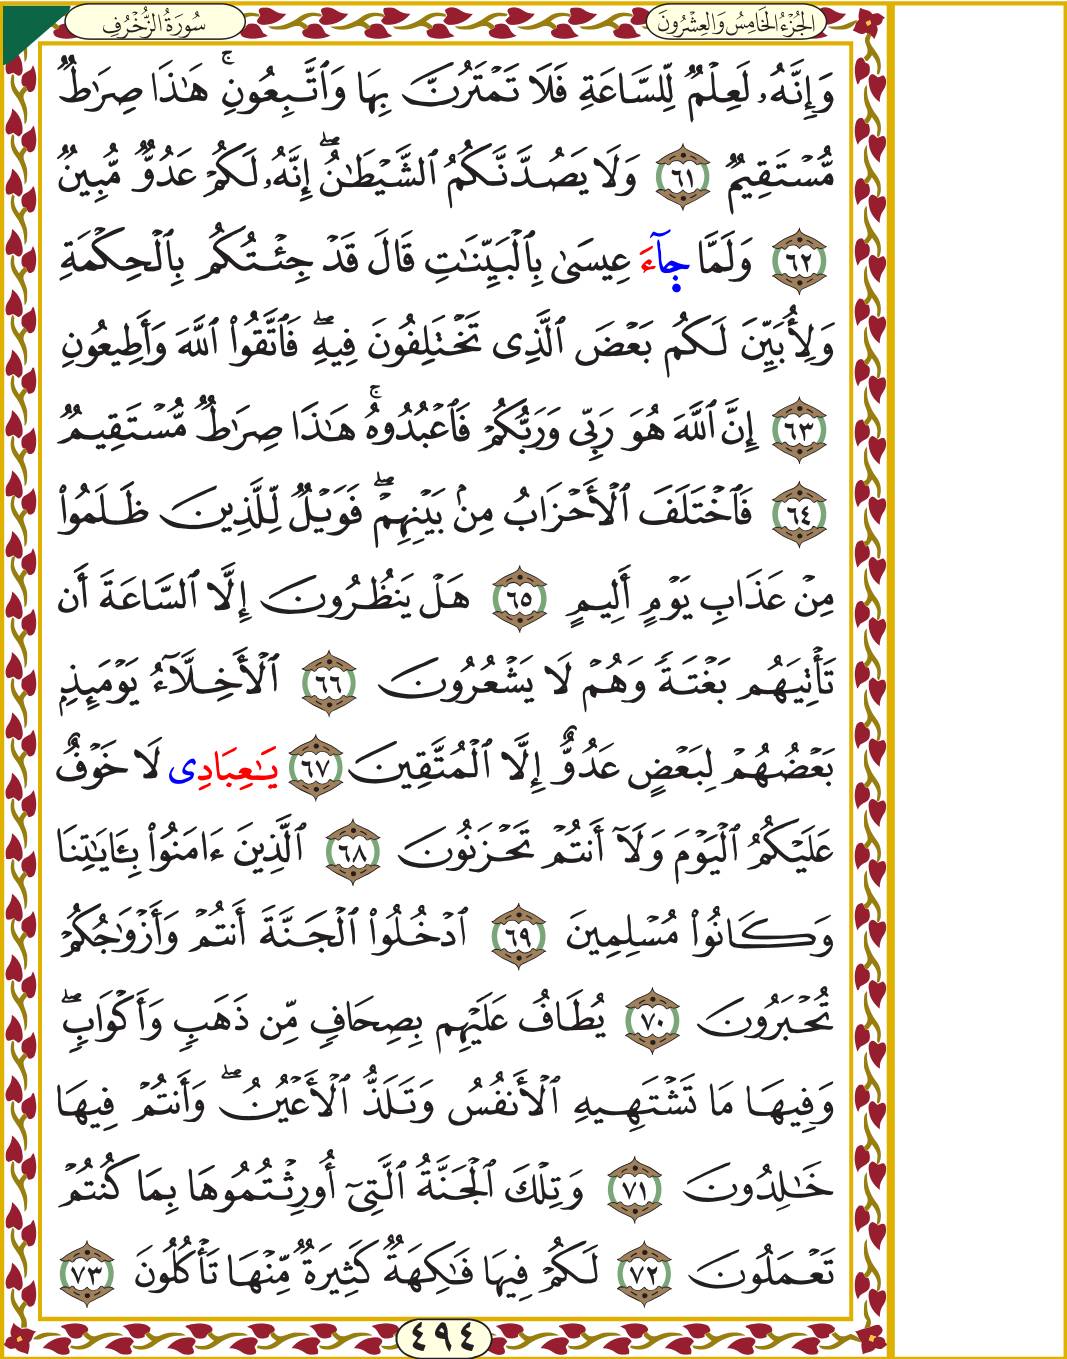 الجُزْءُ الخَامِسُ وَالعِشْرُونَ
سُورَةُ الزُّخْرُفِ
وَإِنَّهُۥ لَعِلْمٌ لِّلسَّاعَةِ فَلَا تَمْتَرُنَّ بِهَا وَٱتَّبِعُونِ ۚ هَٰذَا صِرَٰطٌ
مُّسْتَقِيمٌ ٦١ وَلَا يَصُدَّنَّكُمُ ٱلشَّيْطَٰنُ ۖ إِنَّهُۥ لَكُمْ عَدُوٌّ مُّبِينٌ
٦٢ وَلَمَّا جِآءَ عِيسَىٰ بِٱلْبَيِّنَٰتِ قَالَ قَدْ جِئْتُكُم بِٱلْحِكْمَةِ
وَلِأُبَيِّنَ لَكُم بَعْضَ ٱلَّذِى تَخْتَلِفُونَ فِيهِ ۖ فَٱتَّقُوا۟ ٱللَّهَ وَأَطِيعُونِ
٦٣ إِنَّ ٱللَّهَ هُوَ رَبِّى وَرَبُّكُمْ فَٱعْبُدُوهُ ۚ هَٰذَا صِرَٰطٌ مُّسْتَقِيمٌ
٦٤ فَٱخْتَلَفَ ٱلْأَحْزَابُ مِنۢ بَيْنِهِمْ ۖ فَوَيْلٌ لِّلَّذِينَ ظَلَمُوا۟
مِنْ عَذَابِ يَوْمٍ أَلِيمٍ ٦٥ هَلْ يَنظُرُونَ إِلَّا ٱلسَّاعَةَ أَن
تَأْتِيَهُم بَغْتَةً وَهُمْ لَا يَشْعُرُونَ ٦٦ ٱلْأَخِلَّآءُ يَوْمَئِذٍۭ
بَعْضُهُمْ لِبَعْضٍ عَدُوٌّ إِلَّا ٱلْمُتَّقِينَ ٦٧ يَٰعِبَادِى لَا خَوْفٌ
عَلَيْكُمُ ٱلْيَوْمَ وَلَآ أَنتُمْ تَحْزَنُونَ ٦٨ ٱلَّذِينَ ءَامَنُوا۟ بِـَٔايَٰتِنَا
وَكَانُوا۟ مُسْلِمِينَ ٦٩ ٱدْخُلُوا۟ ٱلْجَنَّةَ أَنتُمْ وَأَزْوَٰجُكُمْ
تُحْبَرُونَ ٧٠ يُطَافُ عَلَيْهِم بِصِحَافٍ مِّن ذَهَبٍ وَأَكْوَابٍ ۖ
وَفِيهَا مَا تَشْتَهِيهِ ٱلْأَنفُسُ وَتَلَذُّ ٱلْأَعْيُنُ ۖ وَأَنتُمْ فِيهَا
خَٰلِدُونَ ٧١ وَتِلْكَ ٱلْجَنَّةُ ٱلَّتِىٓ أُورِثْتُمُوهَا بِمَا كُنتُمْ
تَعْمَلُونَ ٧٢ لَكُمْ فِيهَا فَٰكِهَةٌ كَثِيرَةٌ مِّنْهَا تَأْكُلُونَ ٧٣
٤٩٤